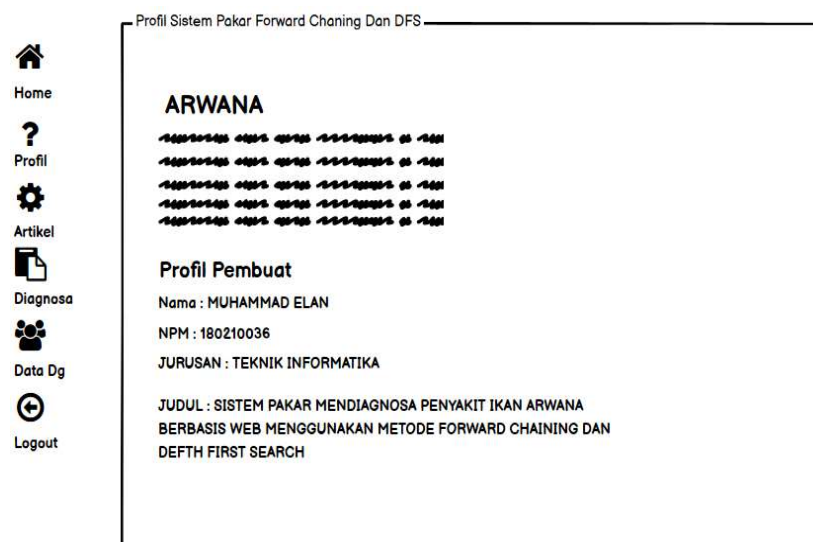 Profil Sistem Pakar Forward Chaning Dan DFS
Home
Profil
Artikel
Diagnosa
Data Dg
Logout
ARWANA
Profil Pembuat
Nama : MUHAMMAD ELAN
NPM : 180210036
JURUSAN : TEKNIK INFORMATIKA
JUDUL : SISTEM PAKAR MENDIAGNOSA PENYAKIT IKAN ARWANA
BERBASIS WEB MENGGUNAKAN METODE FORWARD CHAINING DAN
DEFTH FIRST SEARCH